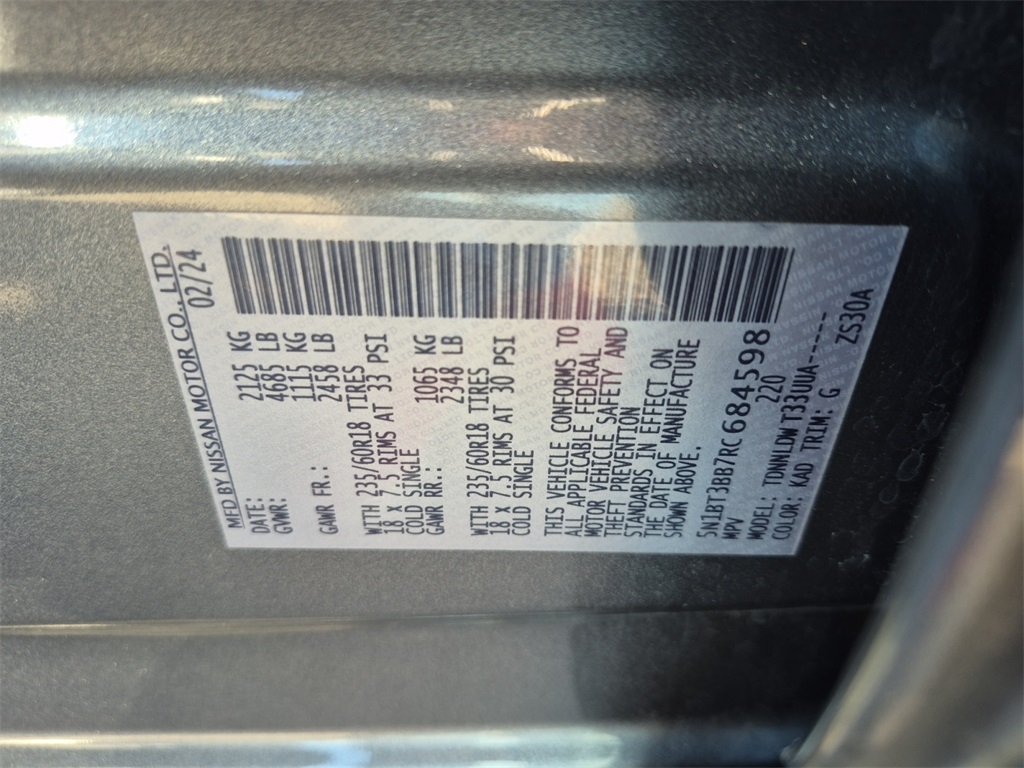 MFD BY NISSAN MOTOR CO., LTD.
DATE: 02/24
GVWR: 2125 KG
4685 LB
GAWR FR.: 1115 KG
2458 LB
WITH 235/60R18 TIRES
18 X 7.5 RIMS AT 33 PSI
COLD SINGLE
GAWR RR.: 1065 KG
2348 LB
WITH 235/60R18 TIRES
18 X 7.5 RIMS AT 30 PSI
COLD SINGLE
THIS VEHICLE CONFORMS TO
ALL APPLICABLE FEDERAL
MOTOR VEHICLE SAFETY AND
THEFT PREVENTION
STANDARDS IN EFFECT ON
THE DATE OF MANUFACTURE
SHOWN ABOVE.
5N1BT3BB7RC684598
MPV 220
MODEL: TDNNLDW T33UUA------
COLOR: KAD TRIM: G ZS30A